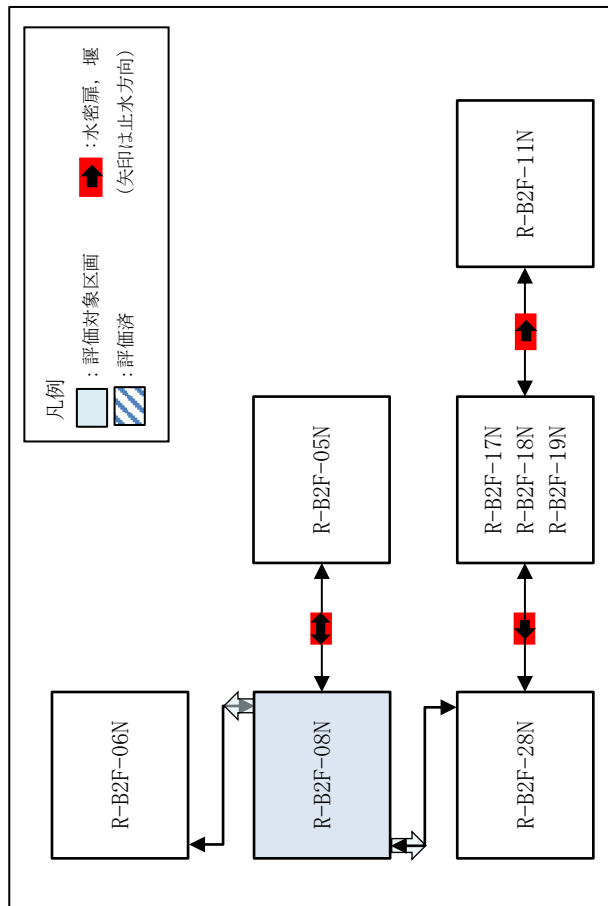 凡例
：評価対象区画
：評価済
：水密扉，堰
（矢印は止水方向）
R-B2F-06N
R-B2F-08N
R-B2F-05N
R-B2F-28N
R-B2F-17N
R-B2F-18N
R-B2F-19N
R-B2F-11N